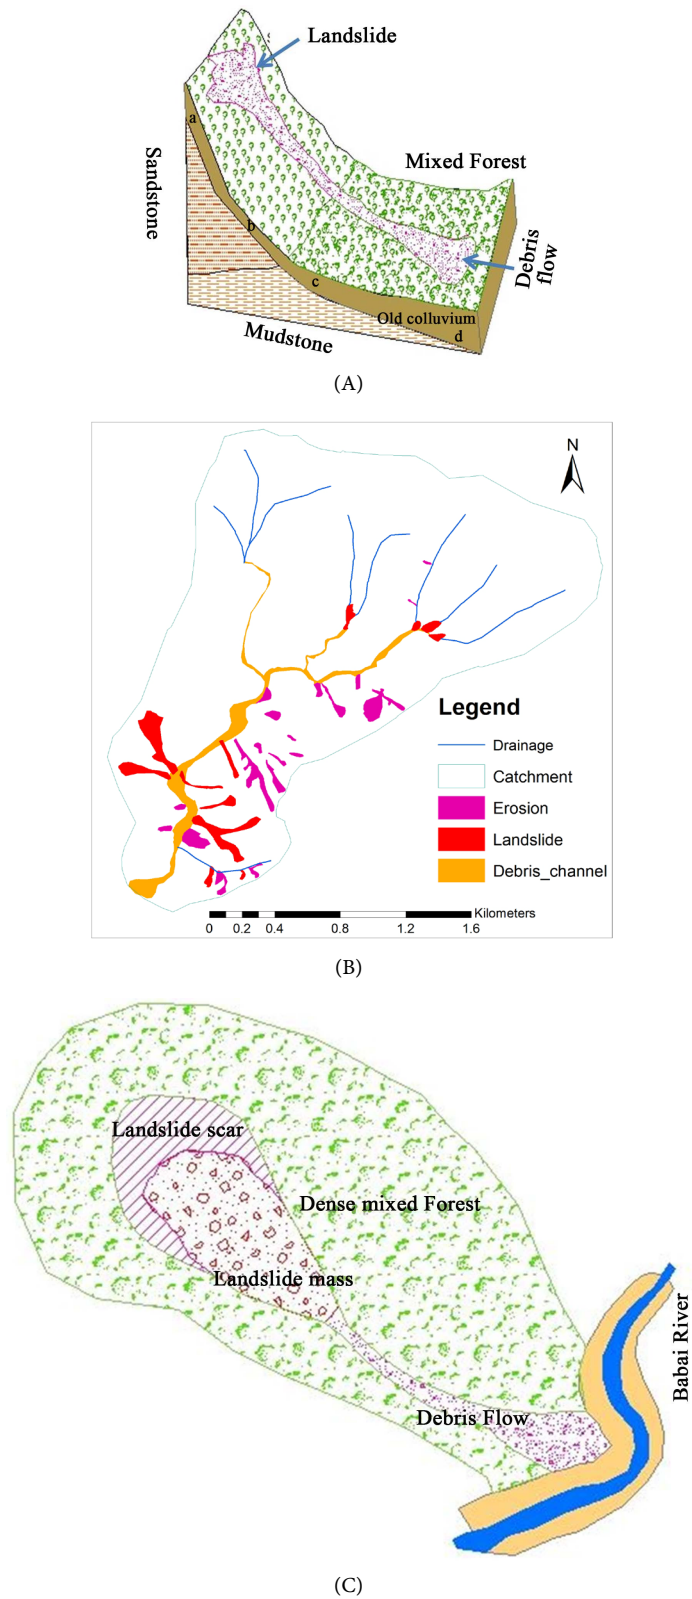 Landslide
Mixed Forest
Sandstone
a
b
c
Debris
flow
Old colluvium
d
Mudstone
(A)
N
Legend
Drainage
Catchment
Erosion
Landslide
Debris_channel
Kilometers
0 0.2 0.4 0.8 1.2 1.6
(B)
Landslide scar
Dense mixed Forest
Landslide mass
Babai River
Debris Flow
(C)